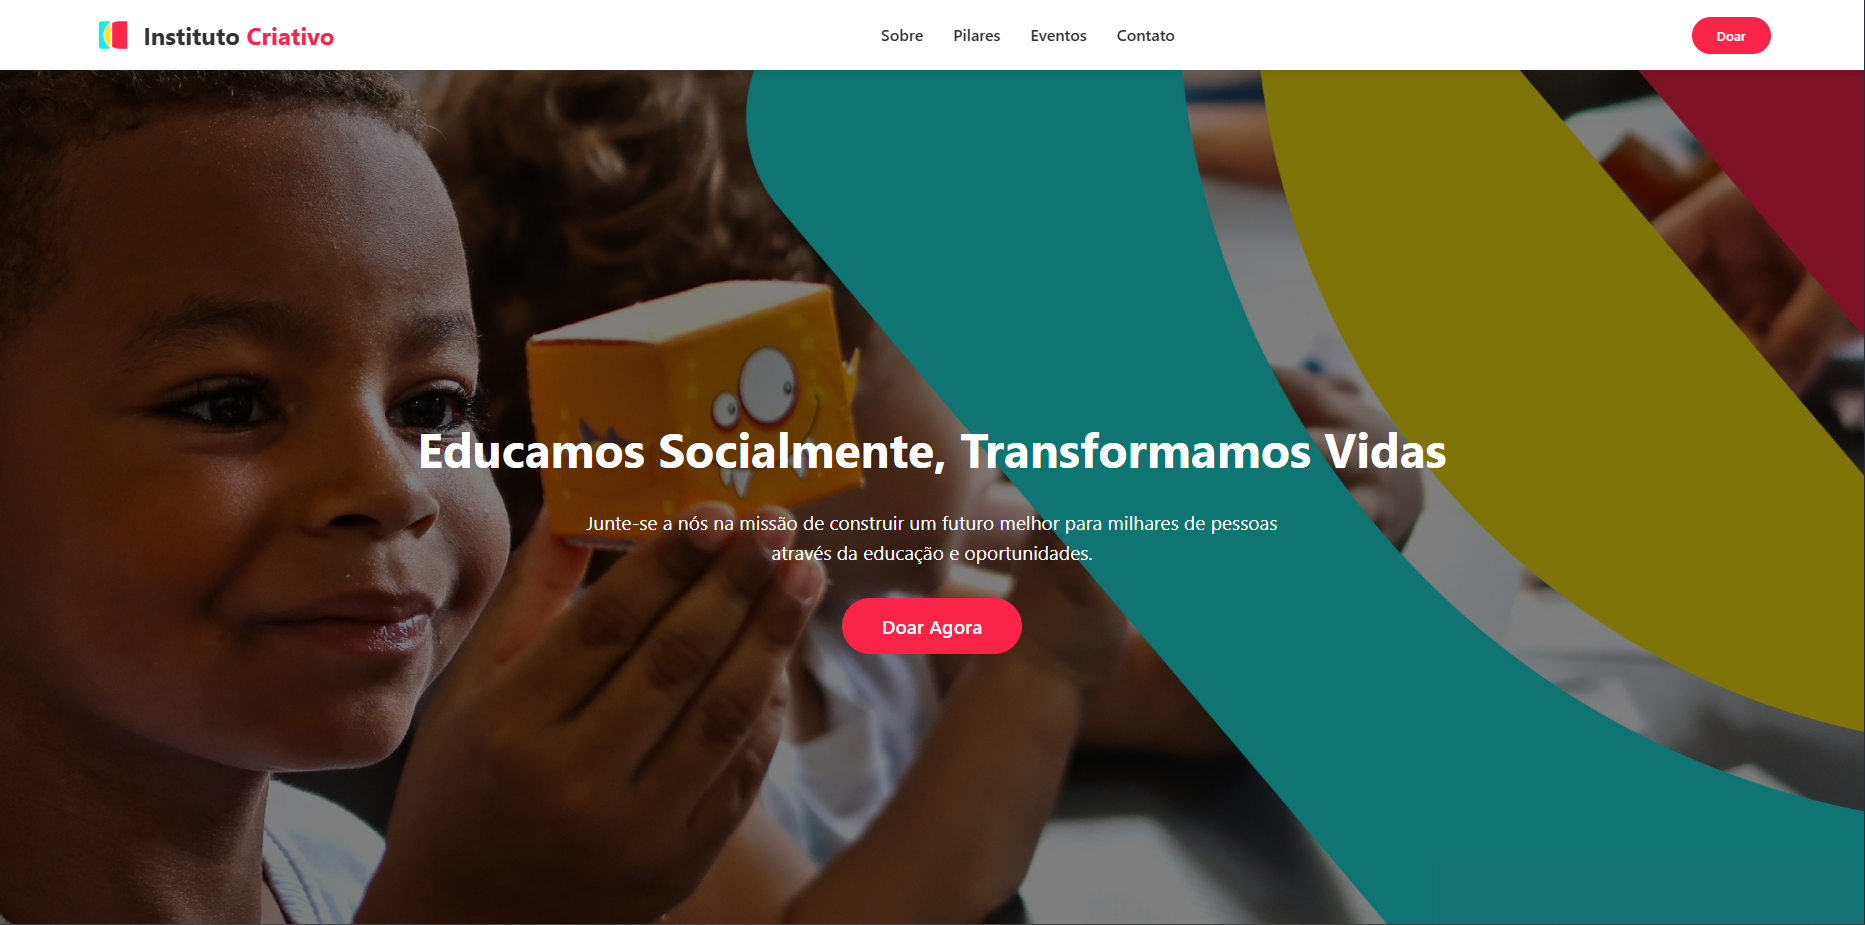 Instituto Criativo
Sobre
Pilares
Eventos
Contato
Doar
Educamos Socialmente, Transformamos Vidas
Junte-se a nós na missão de construir um futuro melhor para milhares de pessoas
através da educação e oportunidades.
Doar Agora